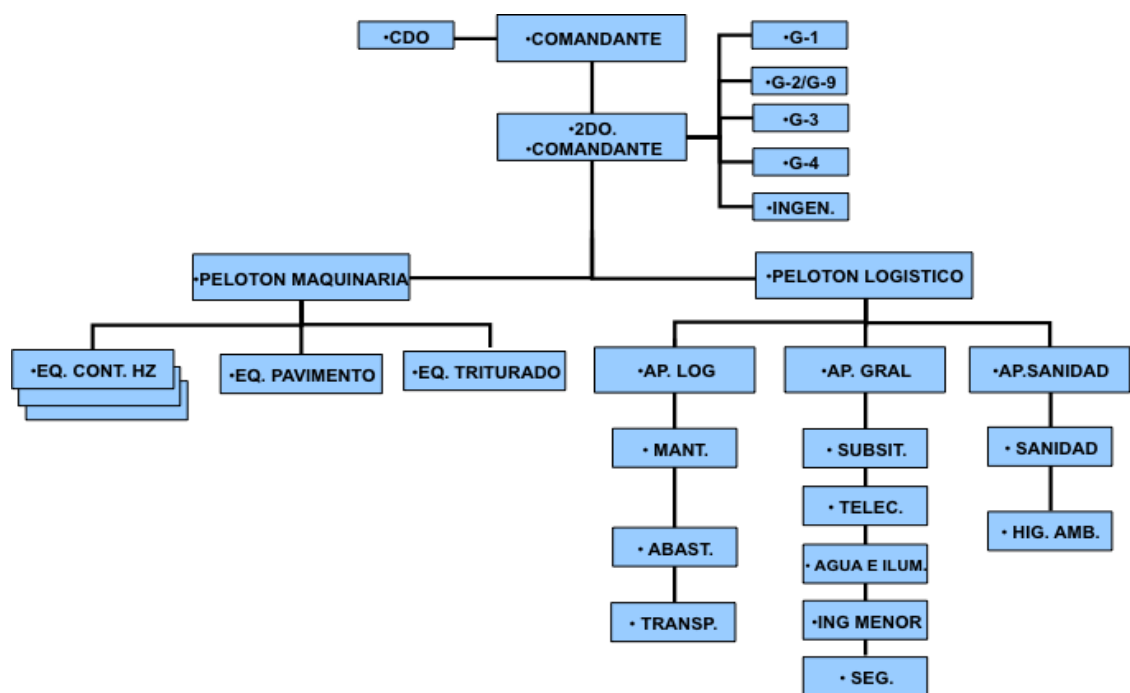 •CDO
•COMANDANTE
•G-1
•G-2/G-9
•G-3
•G-4
•INGEN.
•2DO.
•COMANDANTE
•PELOTON MAQUINARIA
•PELOTON LOGISTICO
•EQ. CONT. HZ
•EQ. PAVIMENTO
•EQ. TRITURADO
•AP. LOG
•AP. GRAL
•AP.SANIDAD
• MANT.
• ABAST.
• TRANSP.
• SUBSIT.
• TELEC.
• AGUA E ILUM.
•ING MENOR
• SEG.
• SANIDAD
• HIG. AMB.